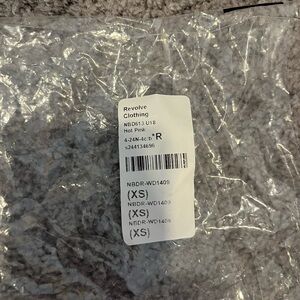 Revolve
Clothing
Hot Pink
*R
NBDR-WD1409
(XS)
NBDR-WD1409
(XS)
NBDR-WD1409
(XS)